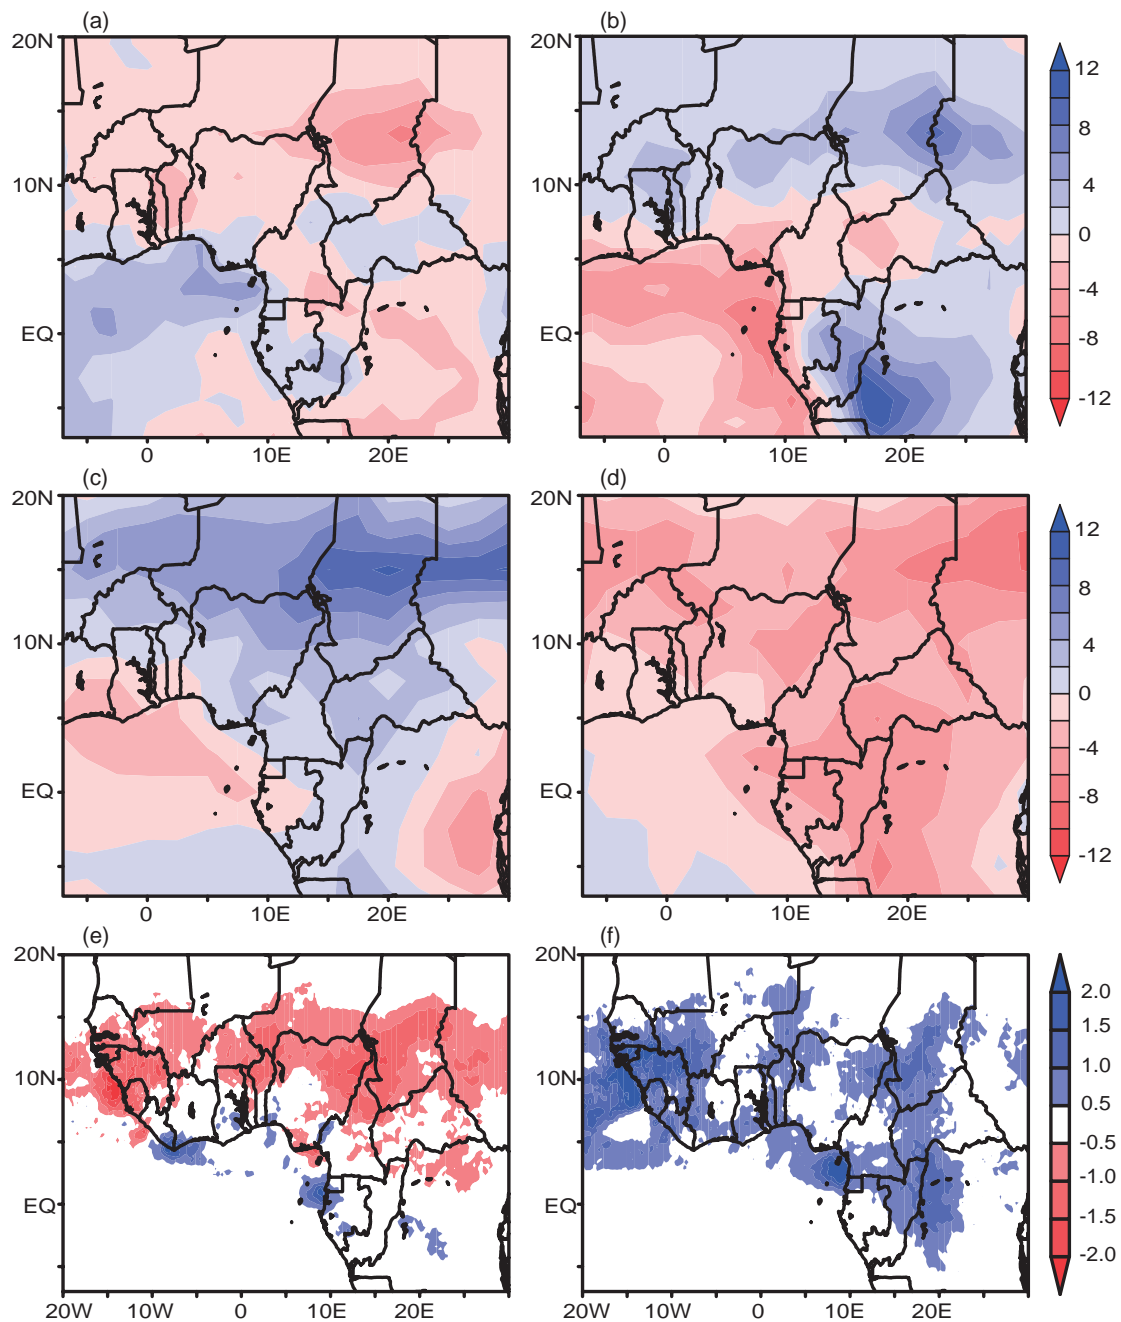 (a) (b)
20N 20N 12
8
10N 10N 4
0
-4
EQ EQ -8
-12
0 10E 20E 0 10E 20E
(c) (d)
20N 20N 12
8
10N 10N 4
0
-4
EQ EQ -8
-12
0 10E 20E 0 10E 20E
(e) (f)
20N 20N 2.0
1.5
10N 10N 1.0
0.5
-0.5
-1.0
EQ EQ -1.5
-2.0
20W 10W 0 10E 20E 20W 10W 0 10E 20E